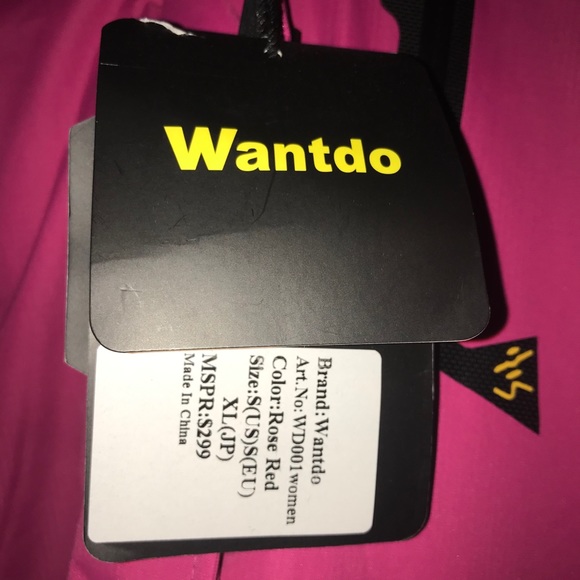 Wantdo
Brand:Wantdo
Art.No:WD001women
Color:Rose Red
Size:S(US)S(EU)
XL(JP)
MSPR:$299
Made In China